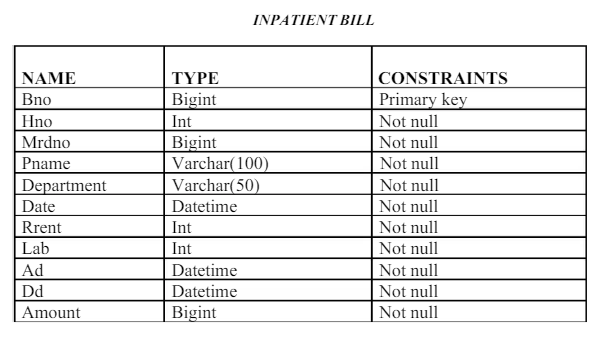 INPATIENT BILL
NAME TYPE CONSTRAINTS
Bno Bigint Primary key
Hno Int Not null
Mrdno Bigint Not null
Pname Varchar(100) Not null
Department Varchar(50) Not null
Date Datetime Not null
Rrent Int Not null
Lab Int Not null
Ad Datetime Not null
Dd Datetime Not null
Amount Bigint Not null